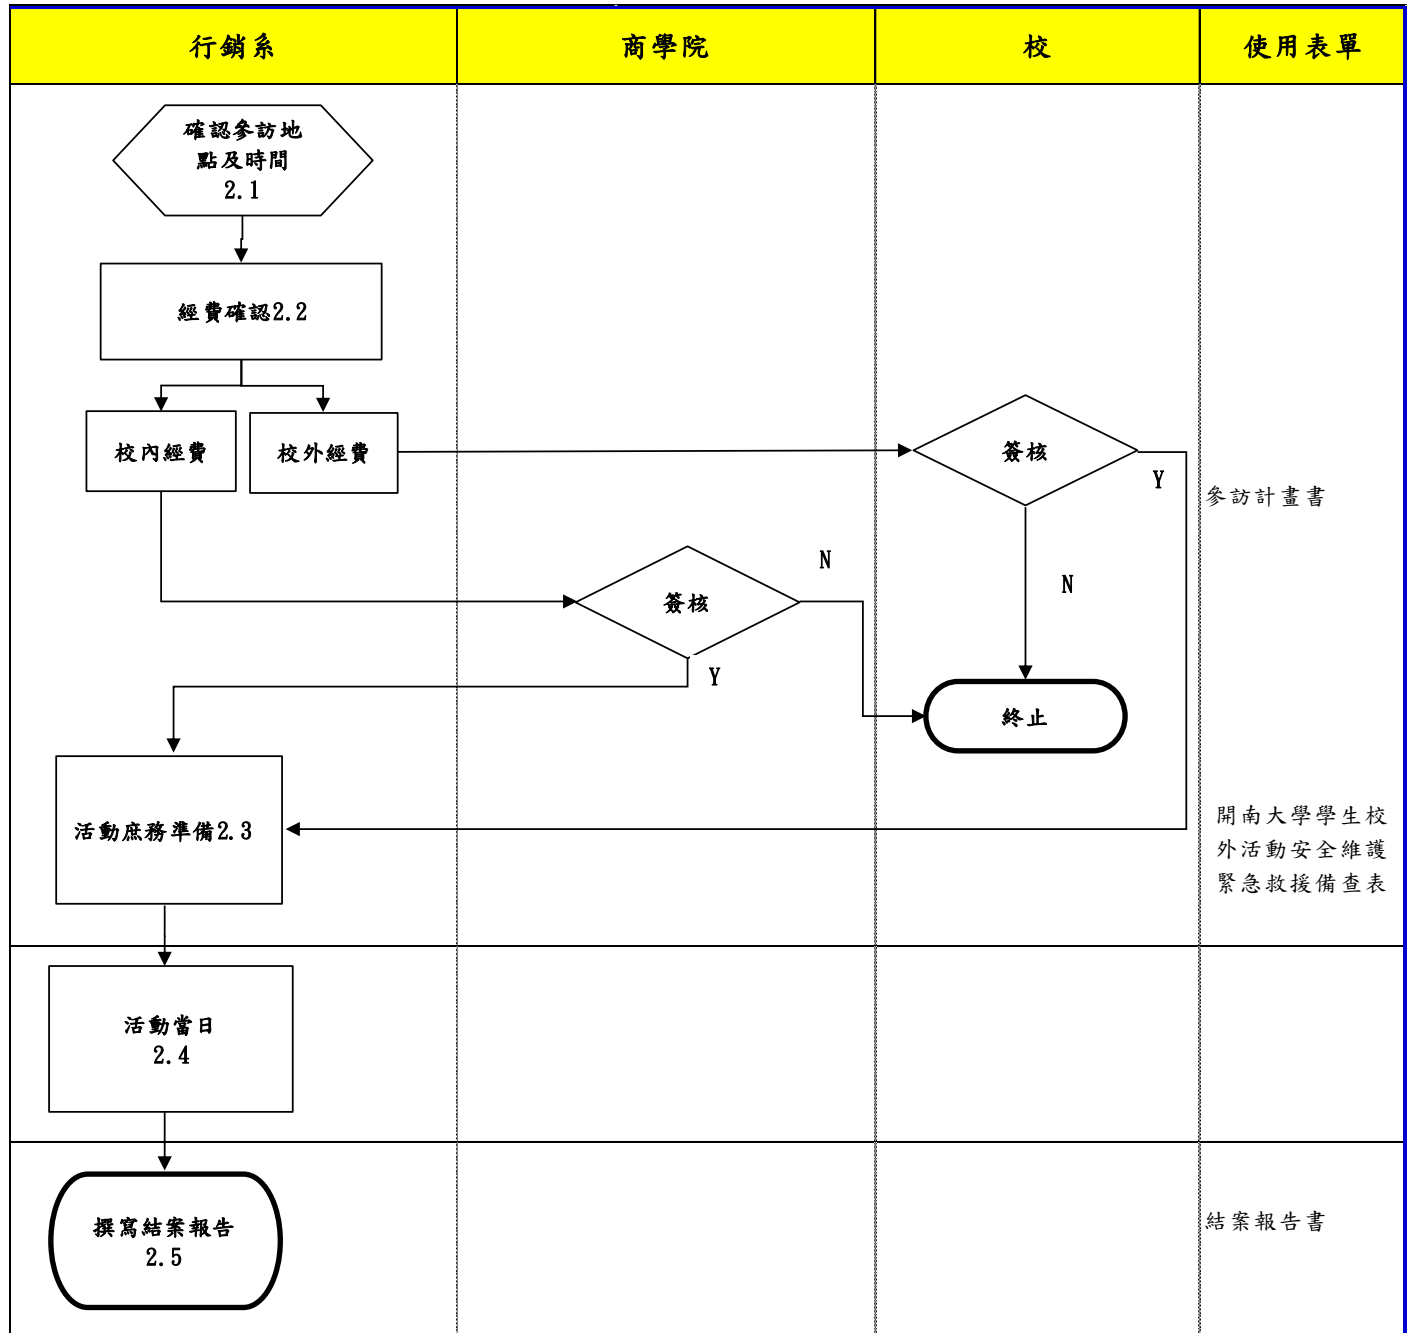 行銷系
商學院
校
使用表單
確認參訪地
點及時間
2.1
經費確認2.2
校內經費
校外經費
簽核
Y
參訪計畫書
N
簽核
N
Y
終止
活動庶務準備2.3
開南大學學生校
外活動安全維護
緊急救援備查表
活動當日
2.4
撰寫結案報告
2.5
結案報告書